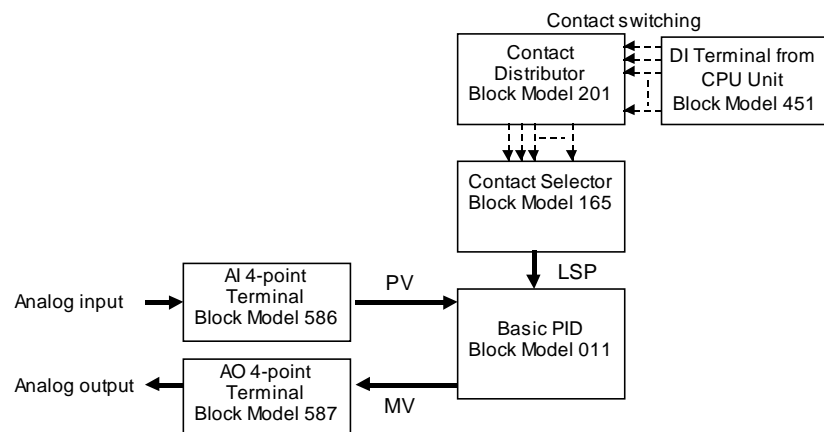 Contact switching
Contact
Distributor
Block Model 201
DI Terminal from
CPU Unit
Block Model 451
Contact Selector
Block Model 165
LSP
AI 4-point
Terminal
Block Model 586
Analog input
PV
Basic PID
Block Model 011
AO 4-point
Terminal
Block Model 587
Analog output
MV